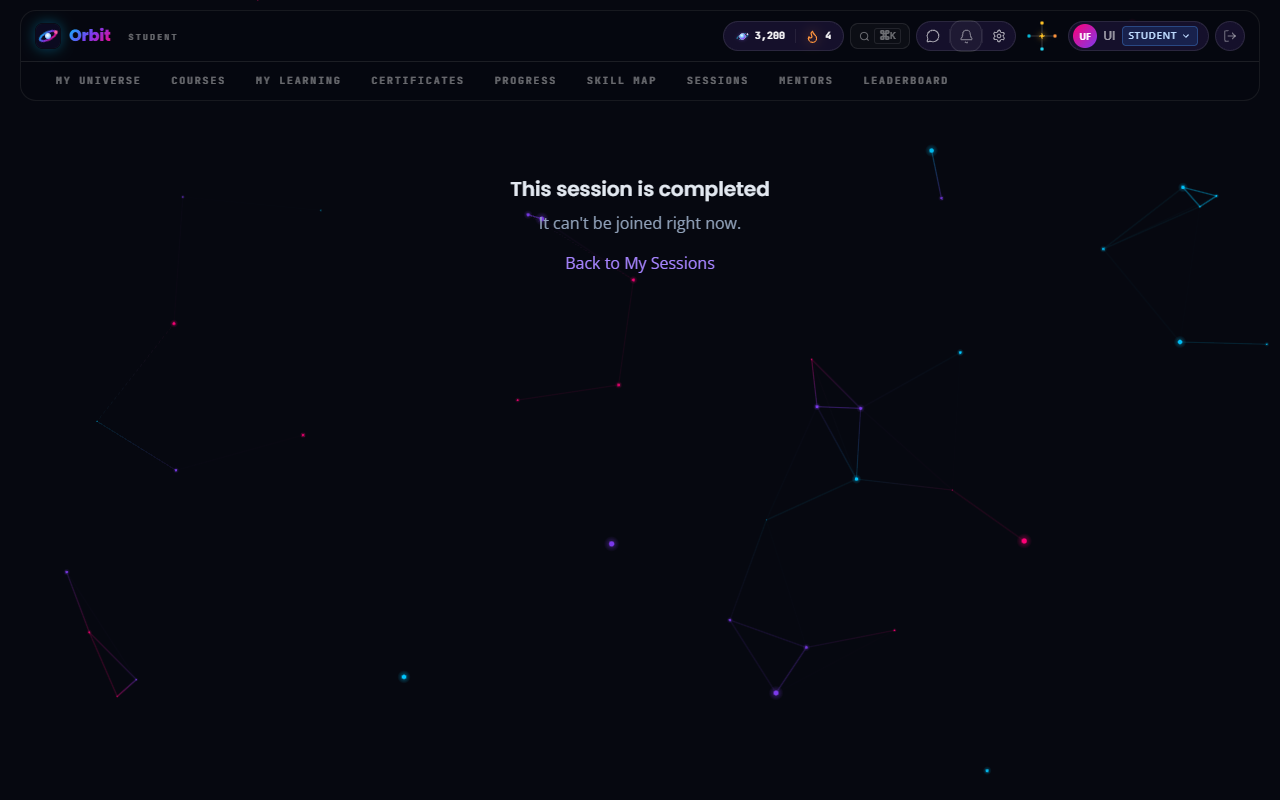 Orbit STUDENT 3,200 4 ⌘K UF UI STUDENT
MY UNIVERSE COURSES MY LEARNING CERTIFICATES PROGRESS SKILL MAP SESSIONS MENTORS LEADERBOARD
This session is completed
It can't be joined right now.
Back to My Sessions